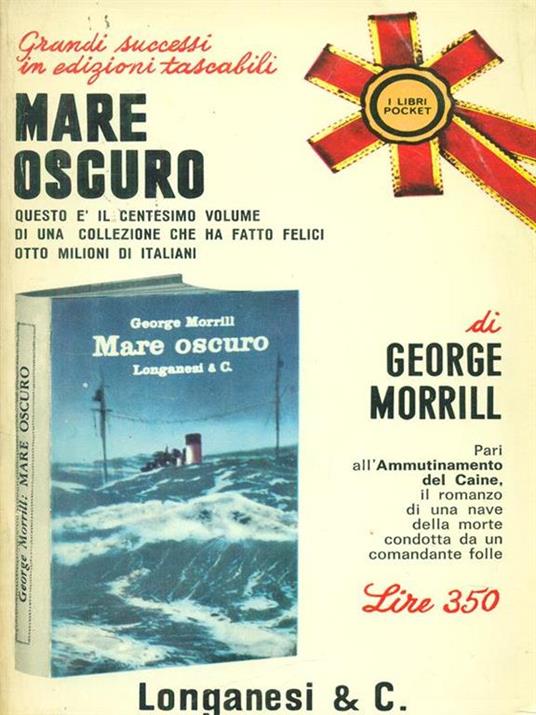 Grandi successi
in edizioni tascabili
I LIBRI
POCKET
MARE
OSCURO
QUESTO E' IL CENTESIMO VOLUME
DI UNA COLLEZIONE CHE HA FATTO FELICI
OTTO MILIONI DI ITALIANI
George Morrill
Mare oscuro
Longanesi & C.
George Morrill: MARE OSCURO
di
GEORGE
MORRILL
Pari
all'Ammutinamento
del Caine,
il romanzo
di una nave
della morte
condotta da un
comandante folle
Lire 350
Longanesi & C.